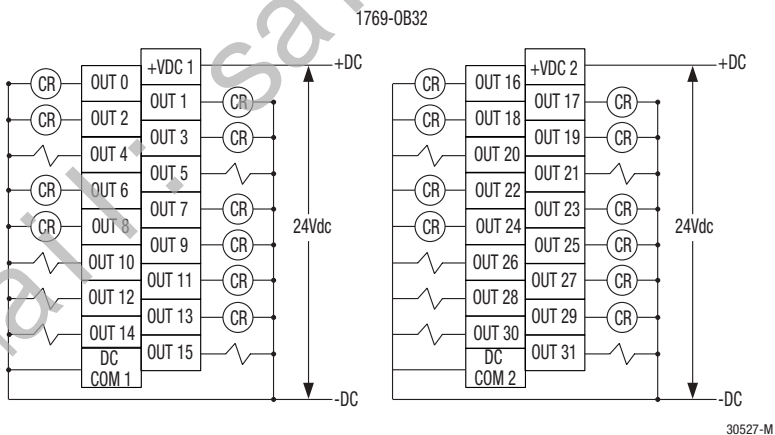 1769-OB32
+VDC 1
+DC
CR
OUT 0
OUT 1
CR
CR
OUT 2
OUT 3
CR
OUT 4
OUT 5
CR
OUT 6
OUT 7
CR
CR
OUT 8
OUT 9
CR
OUT 10
OUT 11
CR
OUT 12
OUT 13
CR
OUT 14
OUT 15
DC
COM 1
24Vdc
-DC
+VDC 2
+DC
CR
OUT 16
OUT 17
CR
CR
OUT 18
OUT 19
CR
OUT 20
OUT 21
CR
OUT 22
OUT 23
CR
CR
OUT 24
OUT 25
CR
OUT 26
OUT 27
CR
OUT 28
OUT 29
CR
OUT 30
OUT 31
DC
COM 2
24Vdc
-DC
30527-M